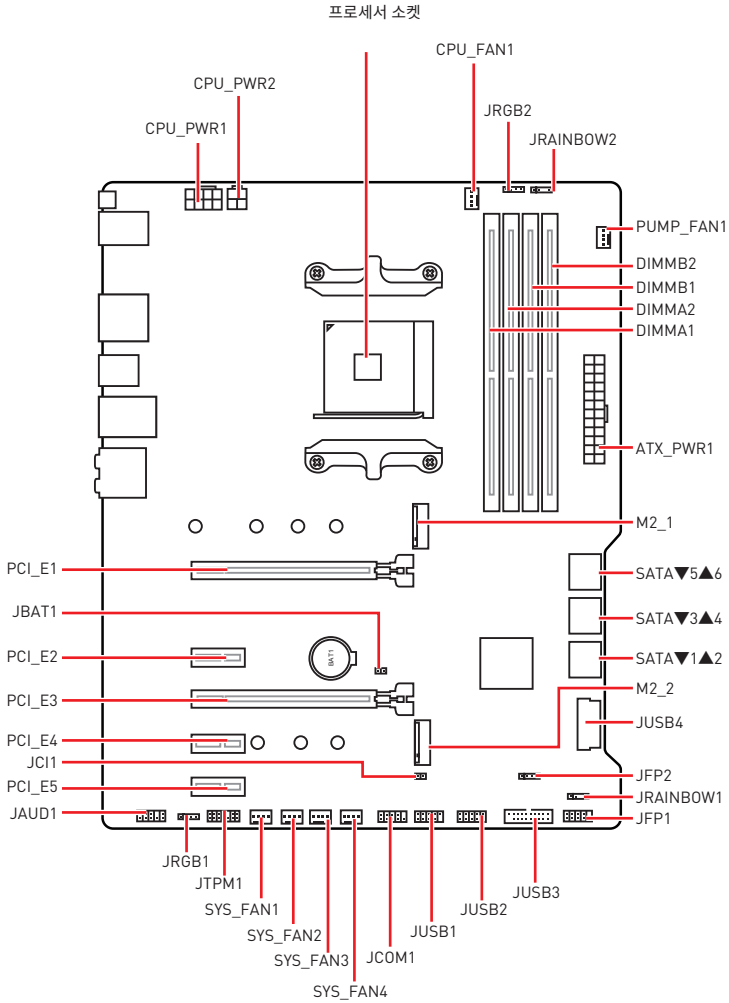 프로세서 소켓
CPU_FAN1
CPU_PWR2
JRGB2
CPU_PWR1
JRAINBOW2
PUMP_FAN1
DIMMB2
DIMMB1
DIMMA2
DIMMA1
ATX_PWR1
M2_1
PCI_E1
SATA▼5▲6
JBAT1
SATA▼3▲4
PCI_E2
BAT1
SATA▼1▲2
M2_2
PCI_E3
JUSB4
PCI_E4
JCI1
JFP2
PCI_E5
JRAINBOW1
JAUD1
JFP1
JRGB1
JTPM1
JUSB3
SYS_FAN1
JUSB2
SYS_FAN2
JUSB1
SYS_FAN3
JCOM1
SYS_FAN4